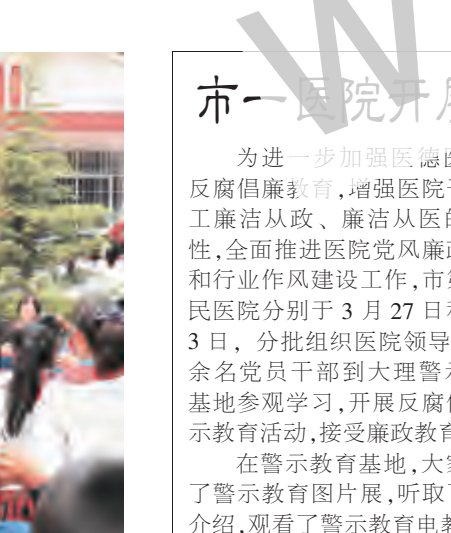 市一医院开展
为进一步加强医德医
反腐倡廉教育,增强医院干
工廉洁从政、廉洁从医的
性,全面推进医院党风廉政
和行业作风建设工作,市第
民医院分别于 3 月 27 日和
3 日, 分批组织医院领导
余名党员干部到大理警示
基地参观学习,开展反腐倡
示教育活动,接受廉政教育
在警示教育基地,大家
了警示教育图片展,听取了
介绍,观看了警示教育电教
W